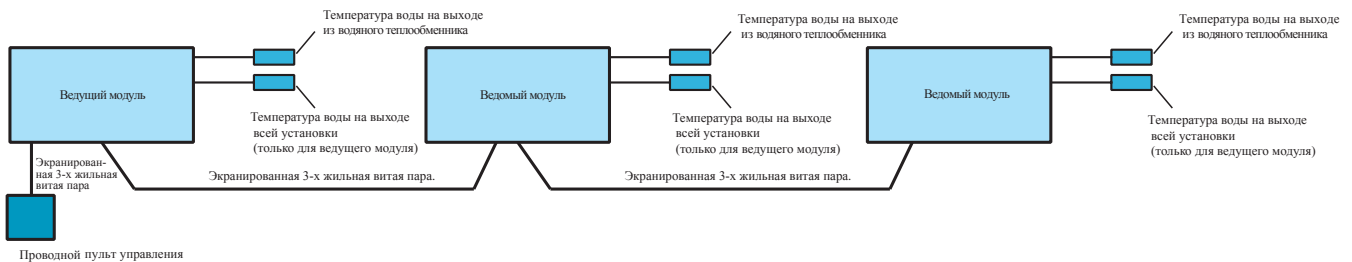 Температура воды на выходе
из водяного теплообменника
Ведущий модуль
Температура воды на выходе
всей установки
(только для ведущего модуля)
Экранирован-
ная 3-х жильная
витая пара
Проводной пульт управления
Экранированная 3-х жильная витая пара.
Температура воды на выходе
из водяного теплообменника
Ведомый модуль
Температура воды на выходе
всей установки
(только для ведущего модуля)
Экранированная 3-х жильная витая пара.
Температура воды на выходе
из водяного теплообменника
Ведомый модуль
Температура воды на выходе
всей установки
(только для ведущего модуля)